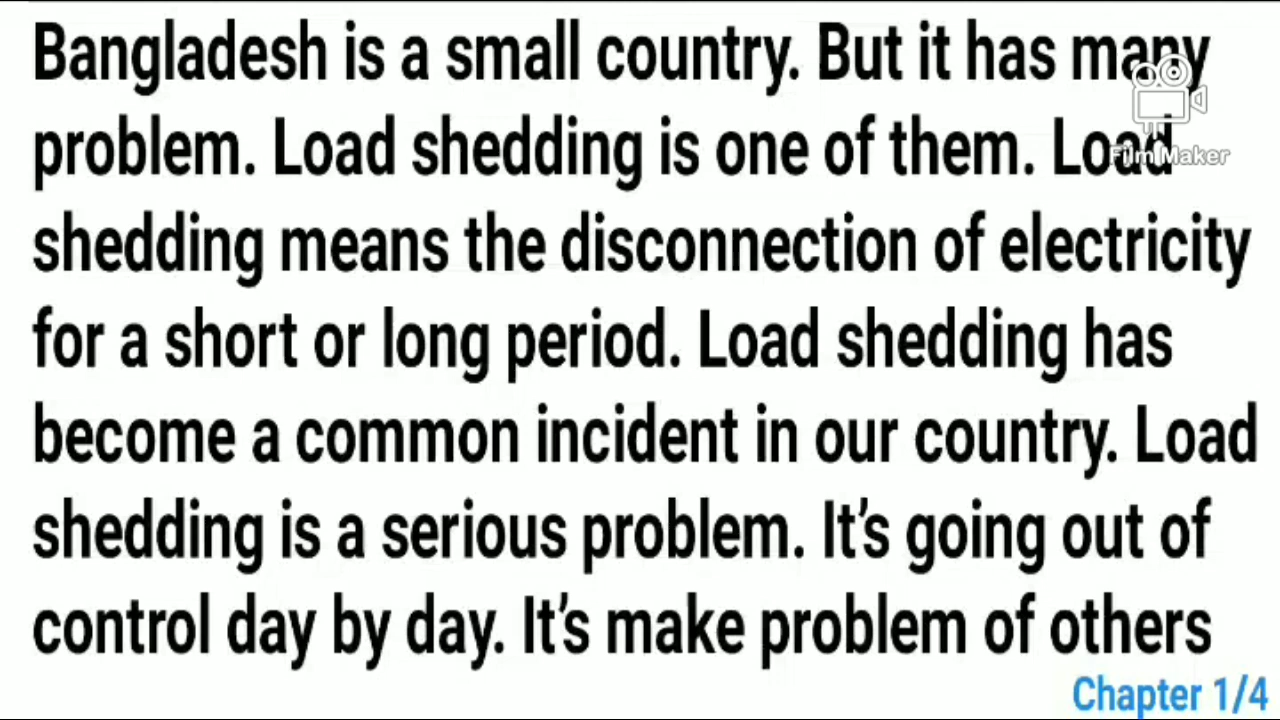 Bangladesh is a small country. But it has many
problem. Load shedding is one of them. Load
Film Maker
shedding means the disconnection of electricity
for a short or long period. Load shedding has
become a common incident in our country. Load
shedding is a serious problem. It’s going out of
control day by day. It’s make problem of others
Chapter 1/4